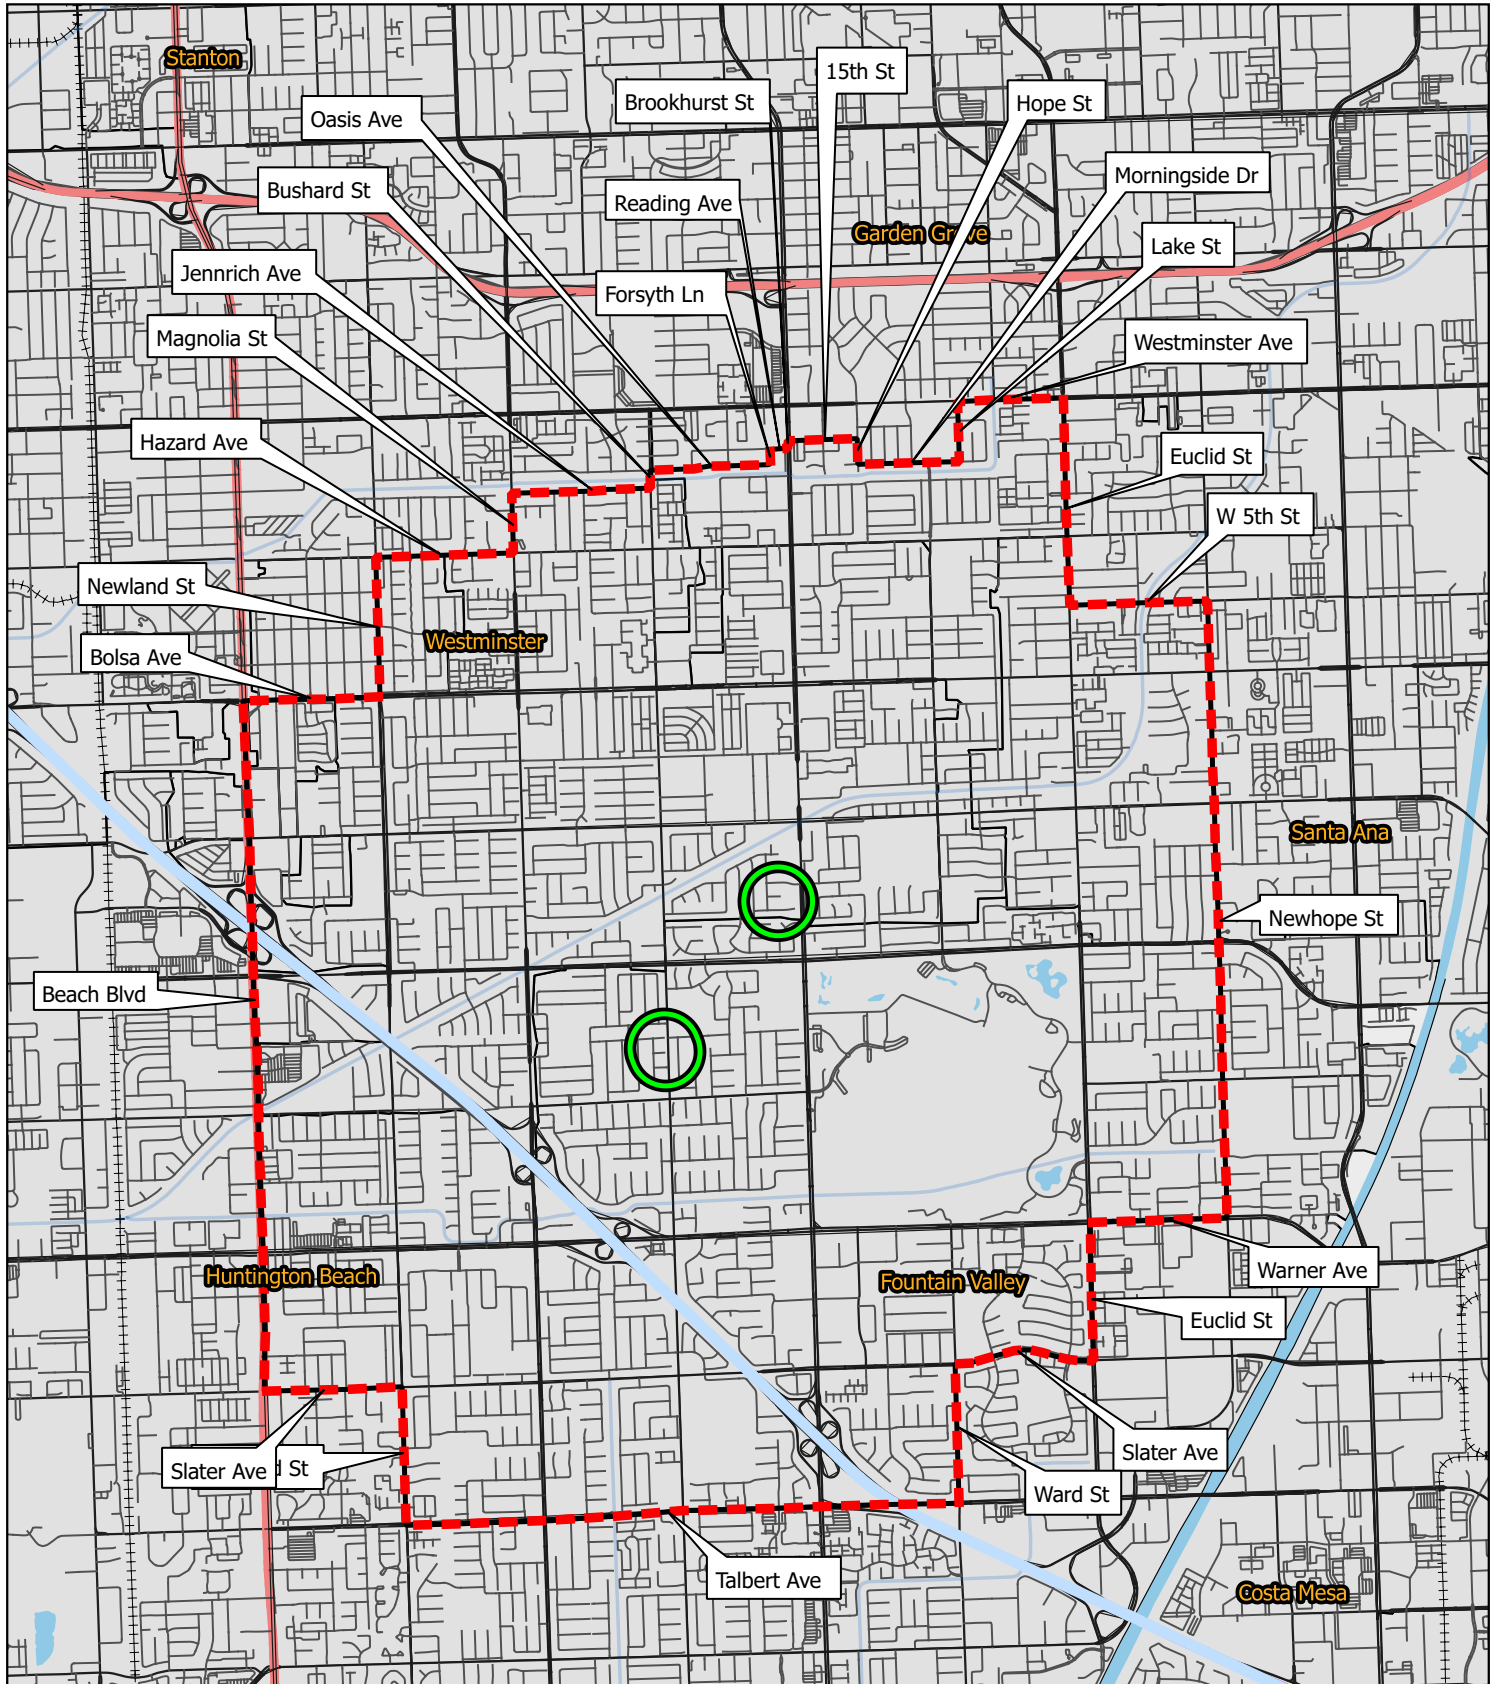 Stanton
15th St
Brookhurst St
Hope St
Oasis Ave
Morningside Dr
Bushard St
Reading Ave
Garden Grove
Lake St
Jennrich Ave
Forsyth Ln
Magnolia St
Westminster Ave
Hazard Ave
Euclid St
W 5th St
Newland St
Westminster
Bolsa Ave
Santa Ana
Newhope St
Beach Blvd
Warner Ave
Huntington Beach
Fountain Valley
Euclid St
Slater Ave
St
Slater Ave
Ward St
Talbert Ave
Costa Mesa